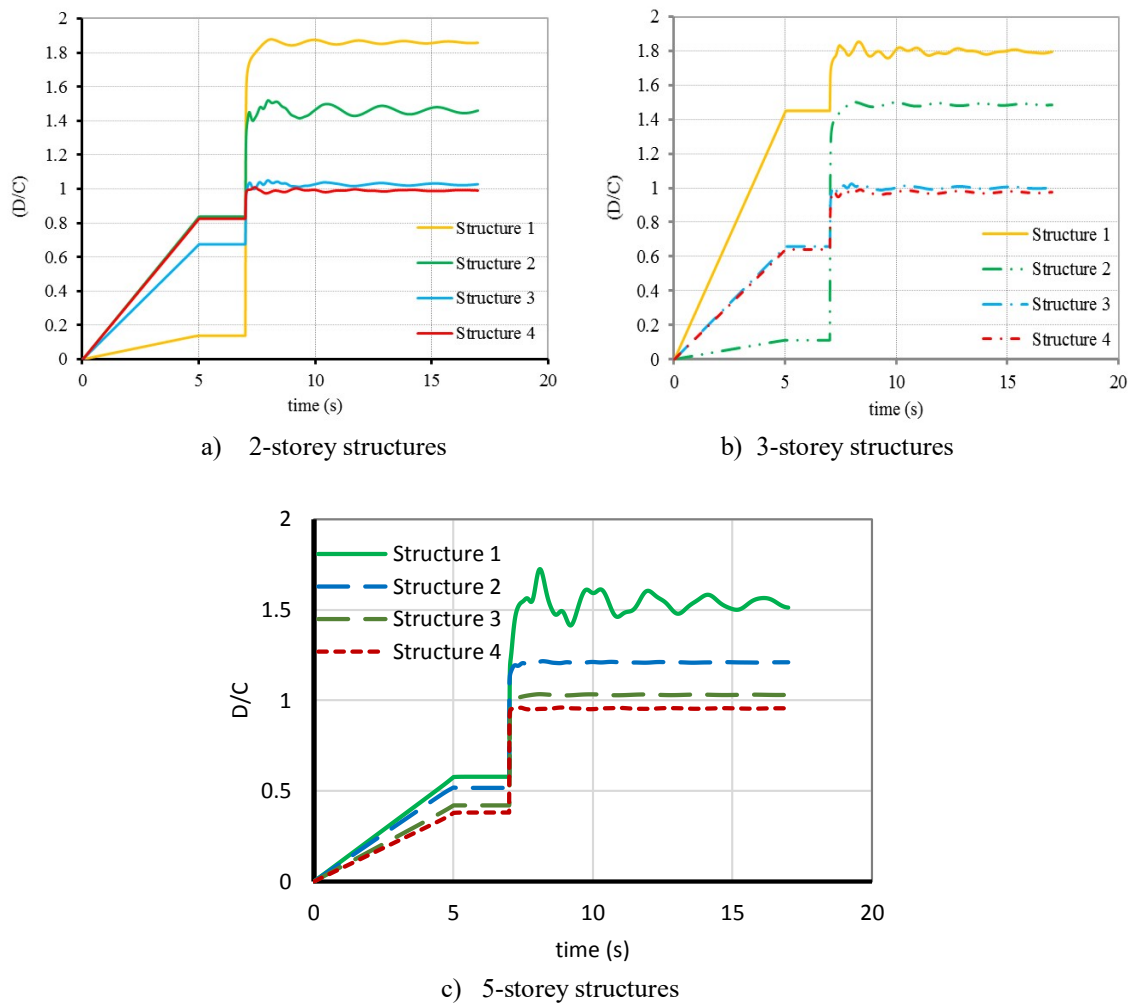 2
1.8
1.6
1.4
1.2
1
0.8
0.6
0.4
0.2
0
(D/C)
Structure 1
Structure 2
Structure 3
Structure 4
0 5 10 15 20
time (s)
a) 2-storey structures
2
1.8
1.6
1.4
1.2
1
0.8
0.6
0.4
0.2
0
(D/C)
Structure 1
Structure 2
Structure 3
Structure 4
0 5 10 15 20
time (s)
b) 3-storey structures
2
1.5
1
0.5
0
D/C
Structure 1
Structure 2
Structure 3
Structure 4
0 5 10 15 20
time (s)
c) 5-storey structures